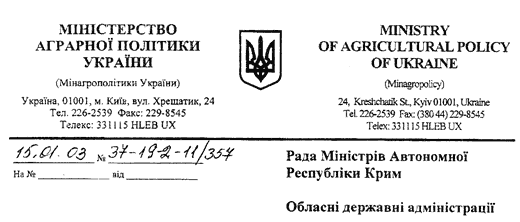 МІНІСТЕРСТВО
АГРАРНОЇ ПОЛІТИКИ
УКРАЇНИ
(Мінагрополітики України)
Україна, 01001, м. Київ, вул. Хрещатик, 24
Тел. 226-2539 Факс: 229-8545
Телекс: 331115 HLEB UX
MINISTRY
OF AGRICULTURAL POLICY
OF UKRAINE
(Minagropolicy)
24, Kreshchatik St., Kyiv 01001, Ukraine
Tel. 226-2539 Fax: (380 44) 229-8545
Telex: 331115 HLEB UX
15.01.03 № 37-19-2-11/357
На № від
Рада Міністрів Автономної
Республіки Крим
Обласні державні адміністрації